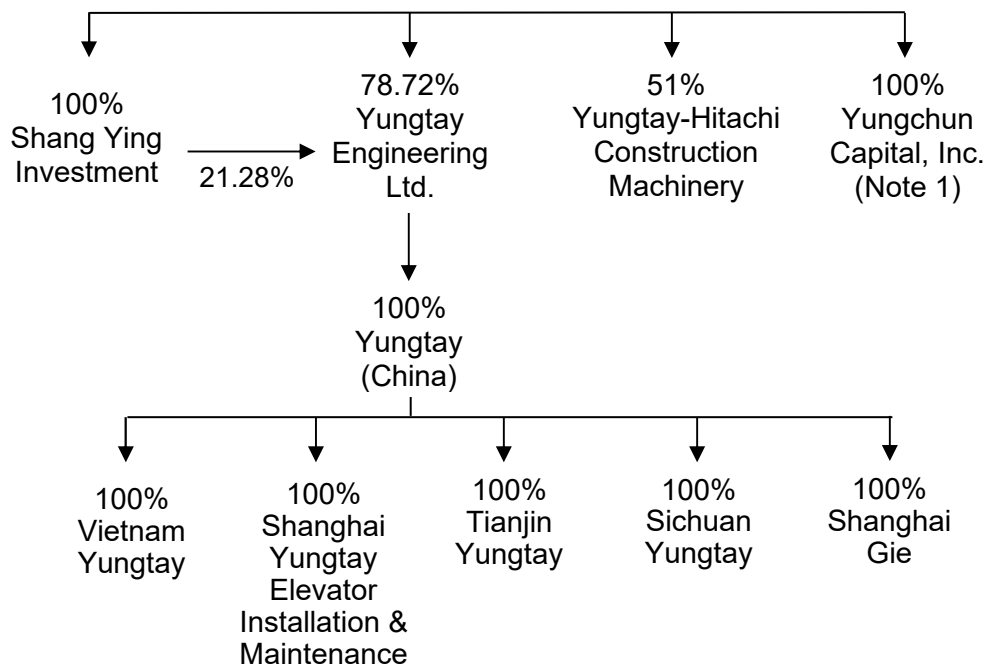 100%
Shang Ying
Investment
21.28%
78.72%
Yungtay
Engineering
Ltd.
51%
Yungtay-Hitachi
Construction
Machinery
100%
Yungchun
Capital, Inc.
(Note 1)
100%
Yungtay
(China)
100%
Vietnam
Yungtay
100%
Shanghai
Yungtay
Elevator
Installation &
Maintenance
100%
Tianjin
Yungtay
100%
Sichuan
Yungtay
100%
Shanghai
Gie